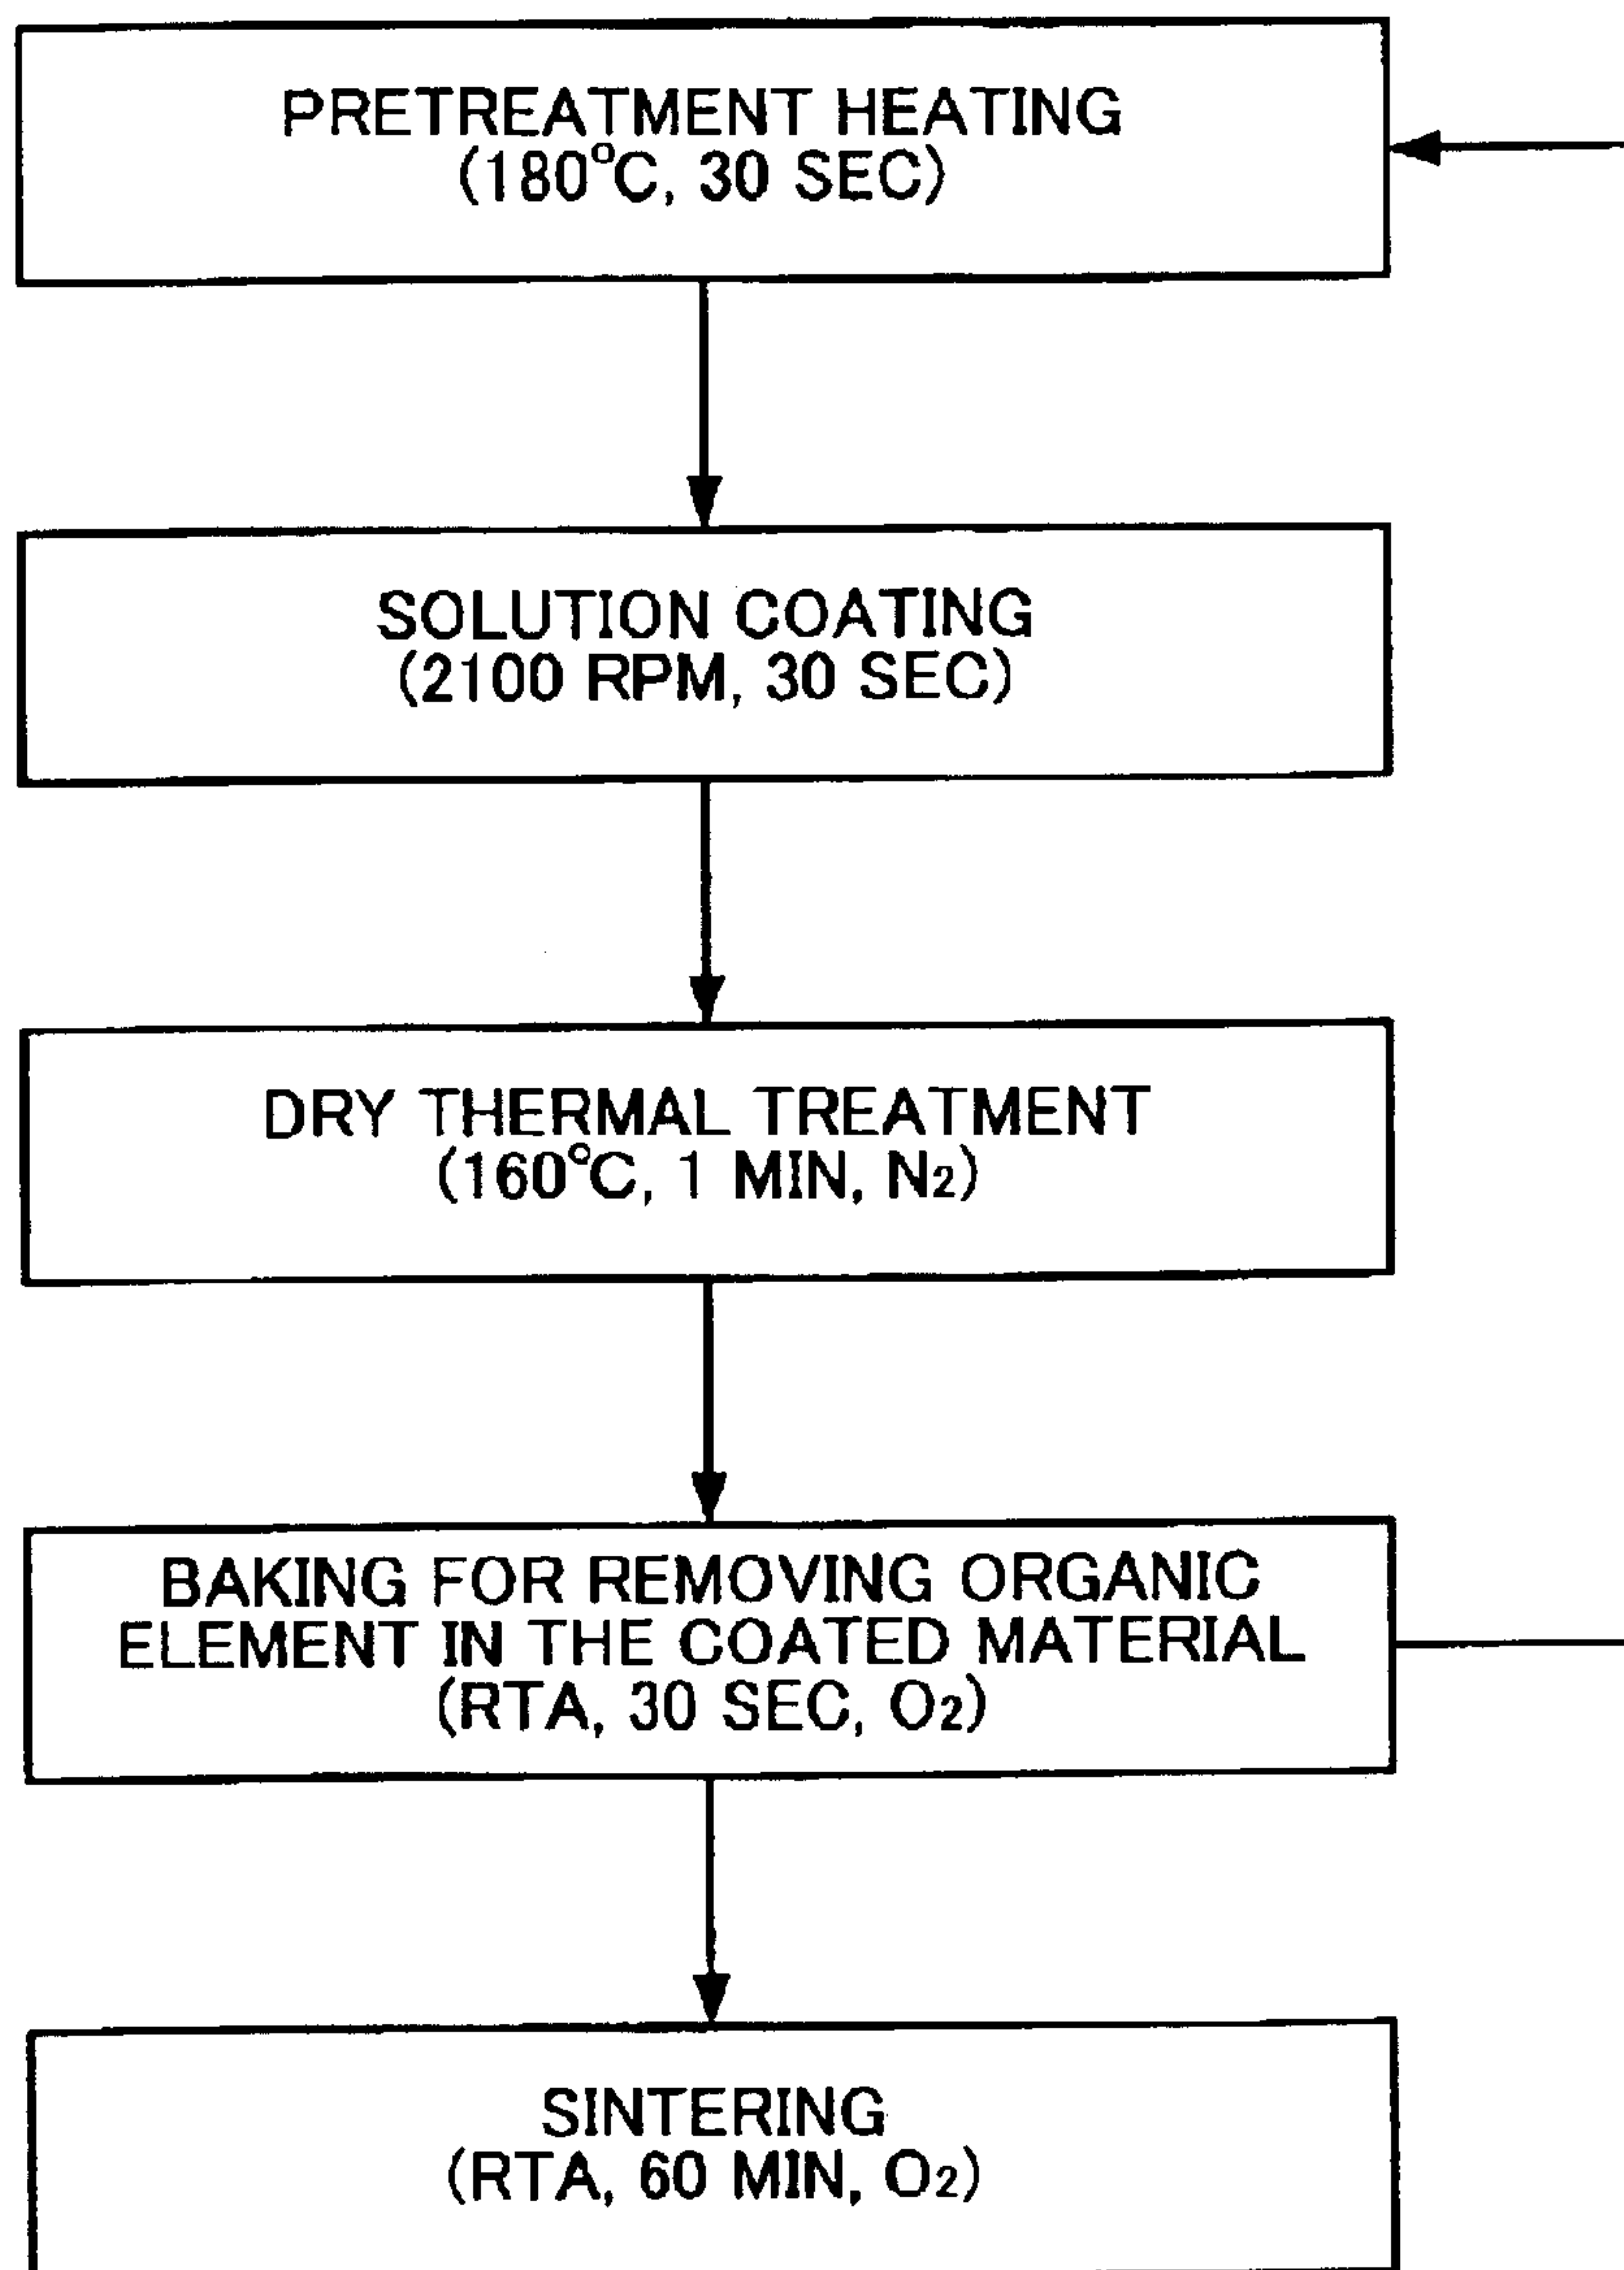 PRETREATMENT HEATING
(180°C, 30 SEC)
SOLUTION COATING
(2100 RPM, 30 SEC)
DRY THERMAL TREATMENT
(160°C, 1 MIN, N₂)
BAKING FOR REMOVING ORGANIC
ELEMENT IN THE COATED MATERIAL
(RTA, 30 SEC, O₂)
SINTERING
(RTA, 60 MIN, O₂)